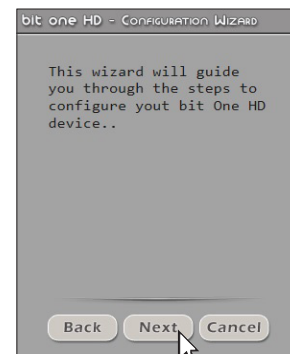 bit one HD - Configuration Wizard
This wizard will guide
you through the steps to
configure yout bit One HD
device..
Back Next Cancel